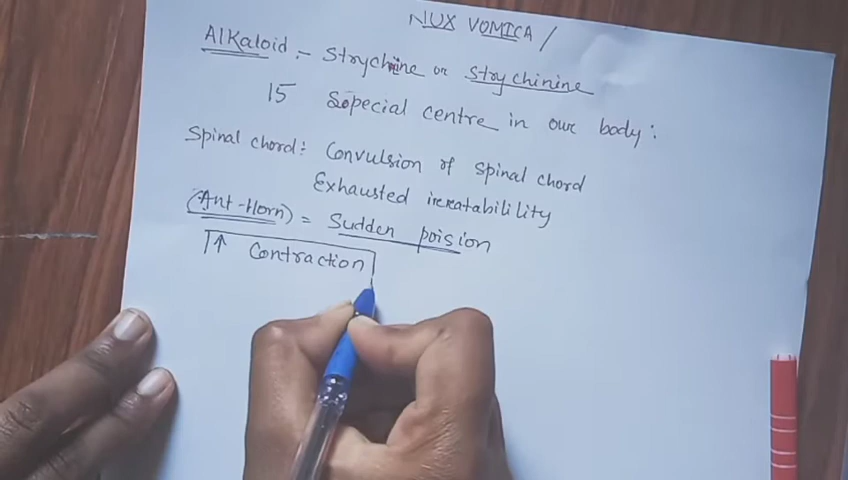 NUX VOMICA/
Alkaloid :- Strychine or Strychinine
15 Sopecial centre in our body :
Spinal chord : Convulsion of spinal chord
Exhausted irreatabilility
(Ant-Horn) = Sudden poision
↑ Contraction